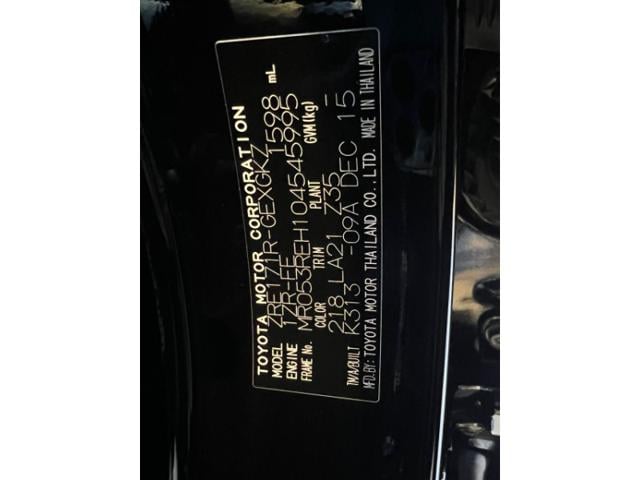 TOYOTA MOTOR CORPORATION
MODEL ZRE171R-GEXGKZ
ENGINE 1ZR-FE 1598 mL
FRAME No. MR053REH104545995
COLOR TRIM PLANT GVM(kg)
218 LA21 Z35 -
TM/A/BUILT K313 -09A DEC 15
MFD.BY: TOYOTA MOTOR THAILAND CO.,LTD. MADE IN THAILAND